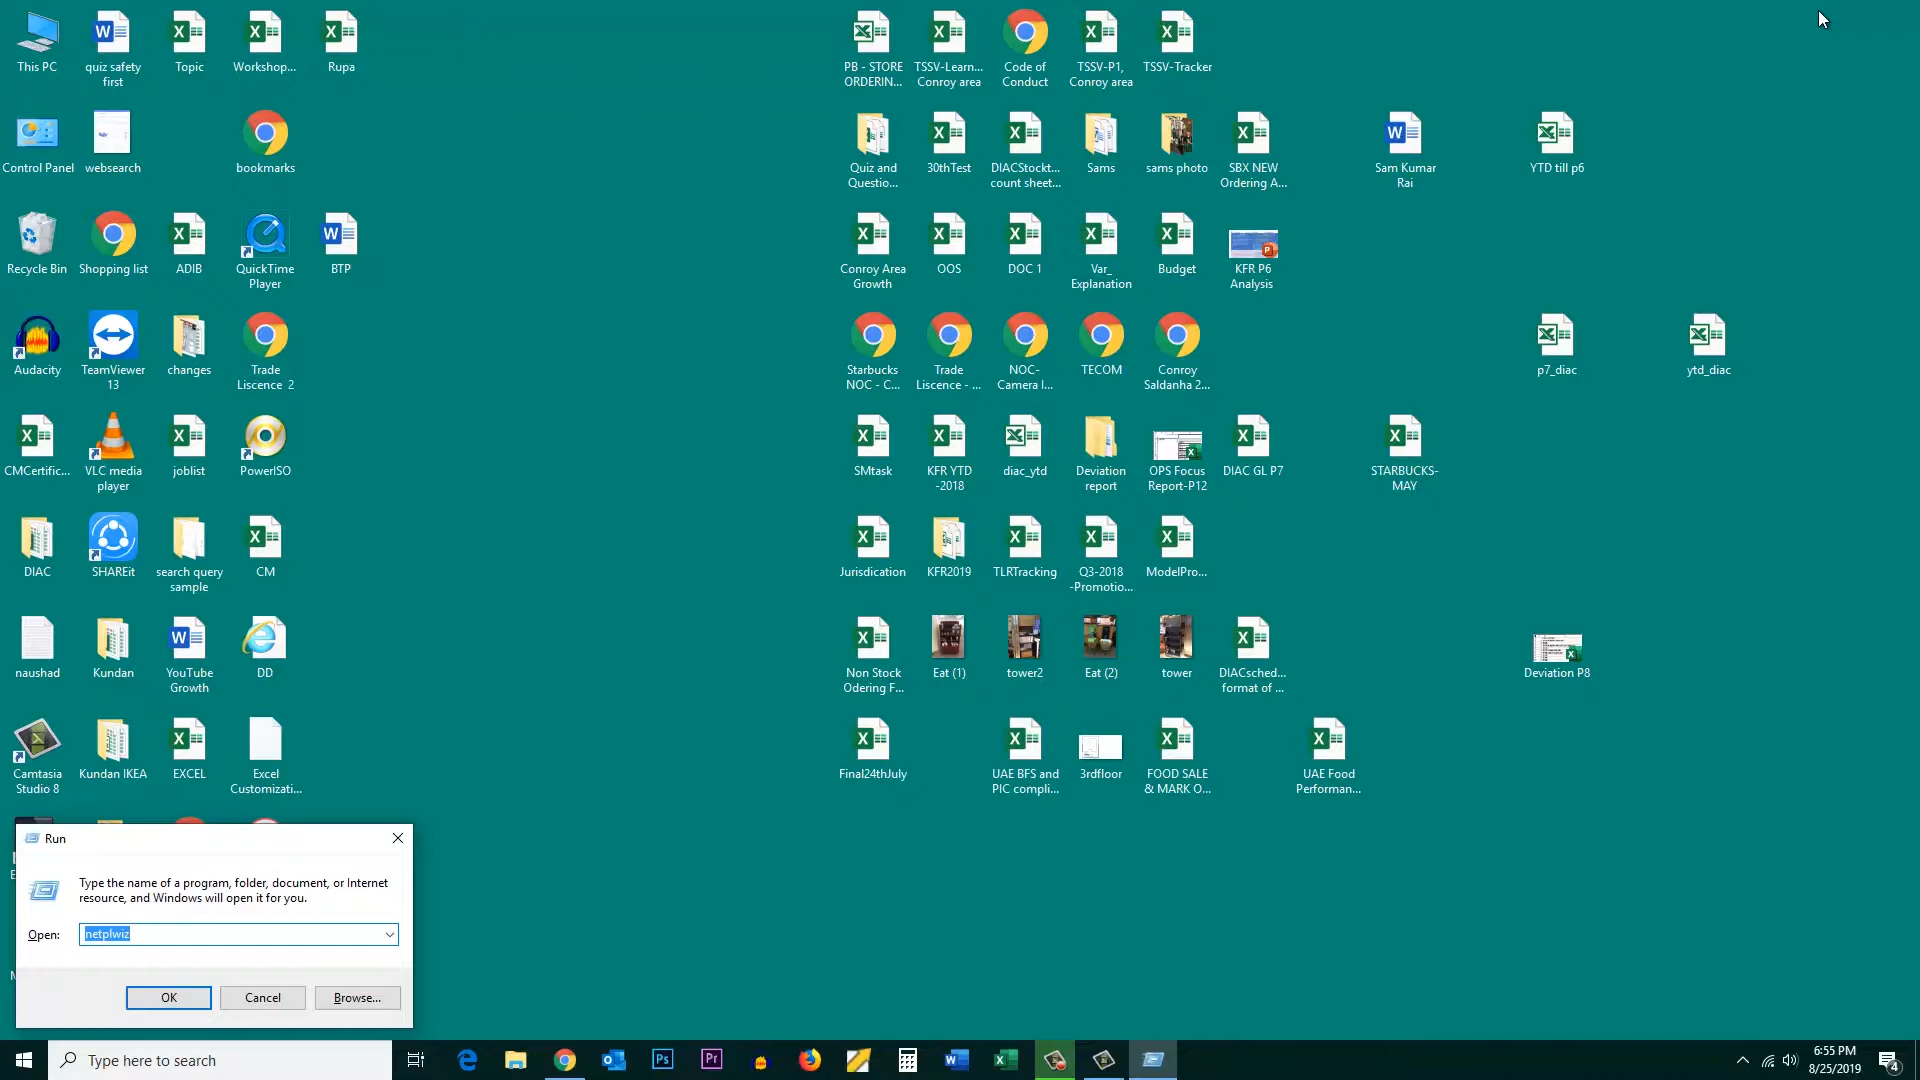 This PC
quiz safety
first
Topic
Workshop...
Rupa
PB - STORE
ORDERIN...
TSSV-Learn...
Conroy area
Code of
Conduct
TSSV-P1,
Conroy area
TSSV-Tracker
Control Panel
websearch
bookmarks
Quiz and
Questio...
30thTest
DIACStockt...
count sheet...
Sams
sams photo
SBX NEW
Ordering A...
Sam Kumar
Rai
YTD till p6
Recycle Bin
Shopping list
ADIB
QuickTime
Player
BTP
Conroy Area
Growth
OOS
DOC 1
Var_
Explanation
Budget
KFR P6
Analysis
Audacity
TeamViewer
13
changes
Trade
Liscence 2
Starbucks
NOC - C...
Trade
Liscence - ...
NOC-
Camera I...
TECOM
Conroy
Saldanha 2...
p7_diac
ytd_diac
CMCertific...
VLC media
player
joblist
PowerISO
SMtask
KFR YTD
-2018
diac_ytd
Deviation
report
OPS Focus
Report-P12
DIAC GL P7
STARBUCKS-
MAY
DIAC
SHAREit
search query
sample
CM
Jurisdication
KFR2019
TLRTracking
Q3-2018
-Promotio...
ModelPro...
naushad
Kundan
YouTube
Growth
DD
Non Stock
Odering F...
Eat (1)
tower2
Eat (2)
tower
DIACsched...
format of ...
Deviation P8
Camtasia
Studio 8
Kundan IKEA
EXCEL
Excel
Customizati...
Final24thJuly
UAE BFS and
PIC compli...
3rdfloor
FOOD SALE
& MARK O...
UAE Food
Performan...
Run
Type the name of a program, folder, document, or Internet
resource, and Windows will open it for you.
Open: netplwiz
OK Cancel Browse...
Type here to search
6:55 PM
8/25/2019
4